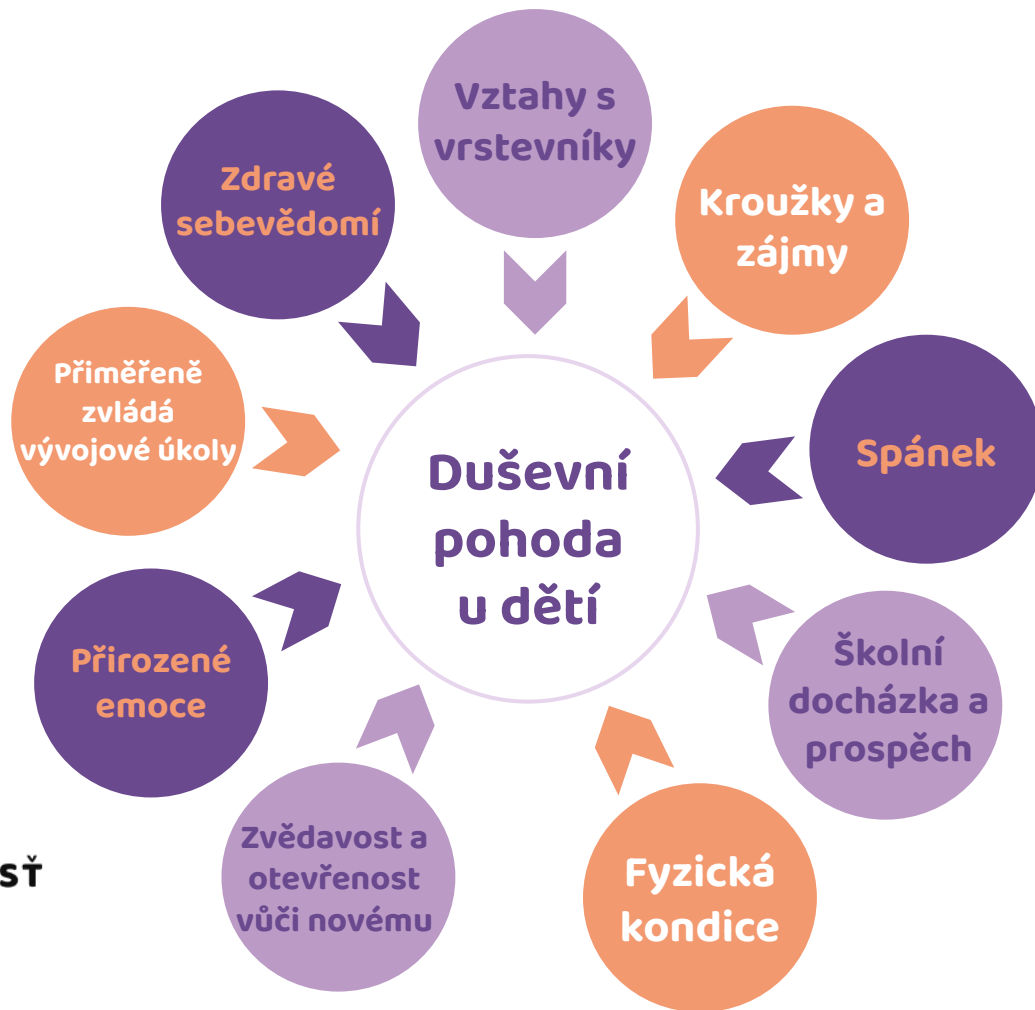 Duševní
pohoda
u dětí
Vztahy s
vrstevníky
Kroužky a
zájmy
Spánek
Školní
docházka a
prospěch
Fyzická
kondice
Zvědavost a
otevřenost
vůči novému
Přirozené
emoce
Přiměřeně
zvládá
vývojové úkoly
Zdravé
sebevědomí